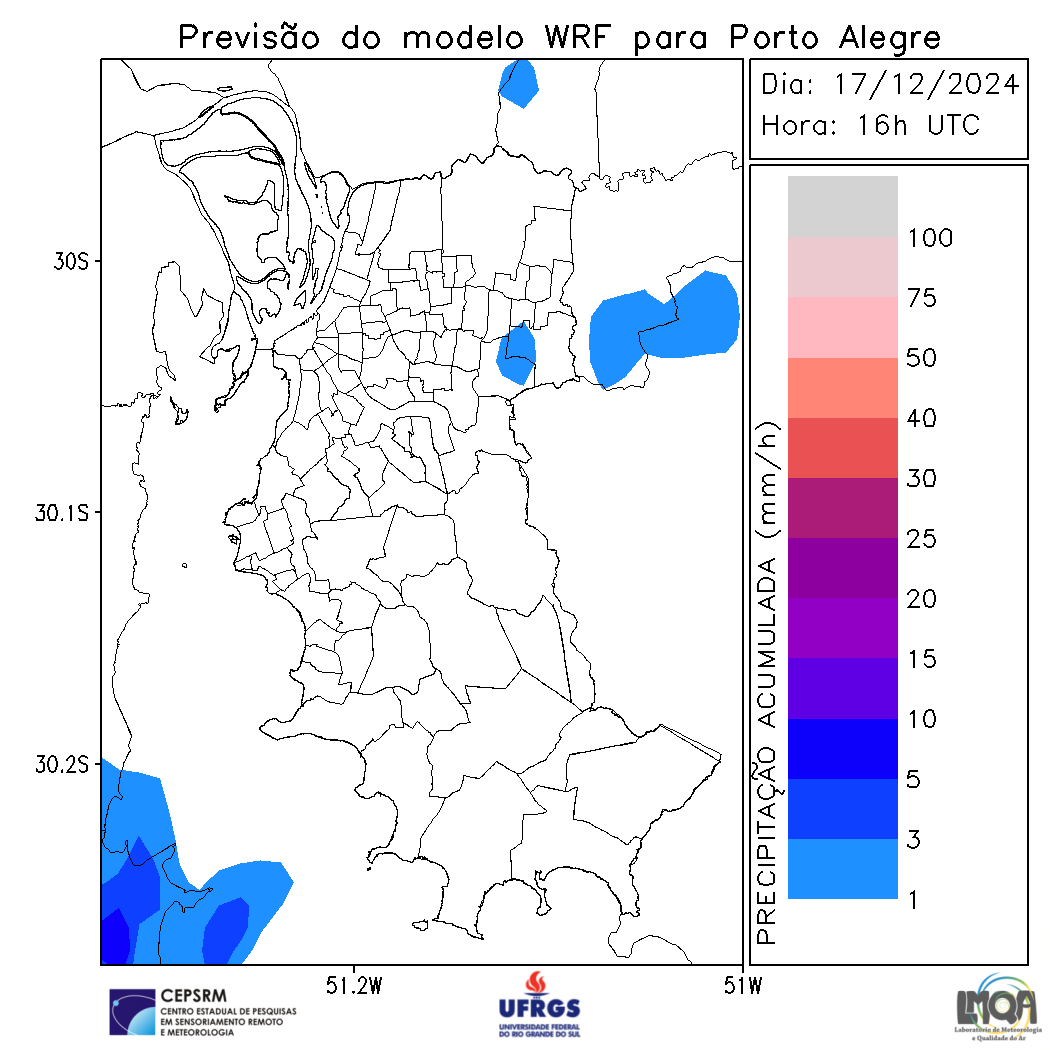 Previsão do modelo WRF para Porto Alegre
Dia: 17/12/2024
Hora: 16h UTC
30S
30.1S
30.2S
51.2W
51W
PRECIPITAÇÃO ACUMULADA (mm/h)
100
75
50
40
30
25
20
15
10
5
3
1
CEPSRM
CENTRO ESTADUAL DE PESQUISAS
EM SENSORIAMENTO REMOTO
E METEOROLOGIA
UFRGS
UNIVERSIDADE FEDERAL
DO RIO GRANDE DO SUL
LMQA
Laboratório de Meteorologia
e Qualidade do Ar